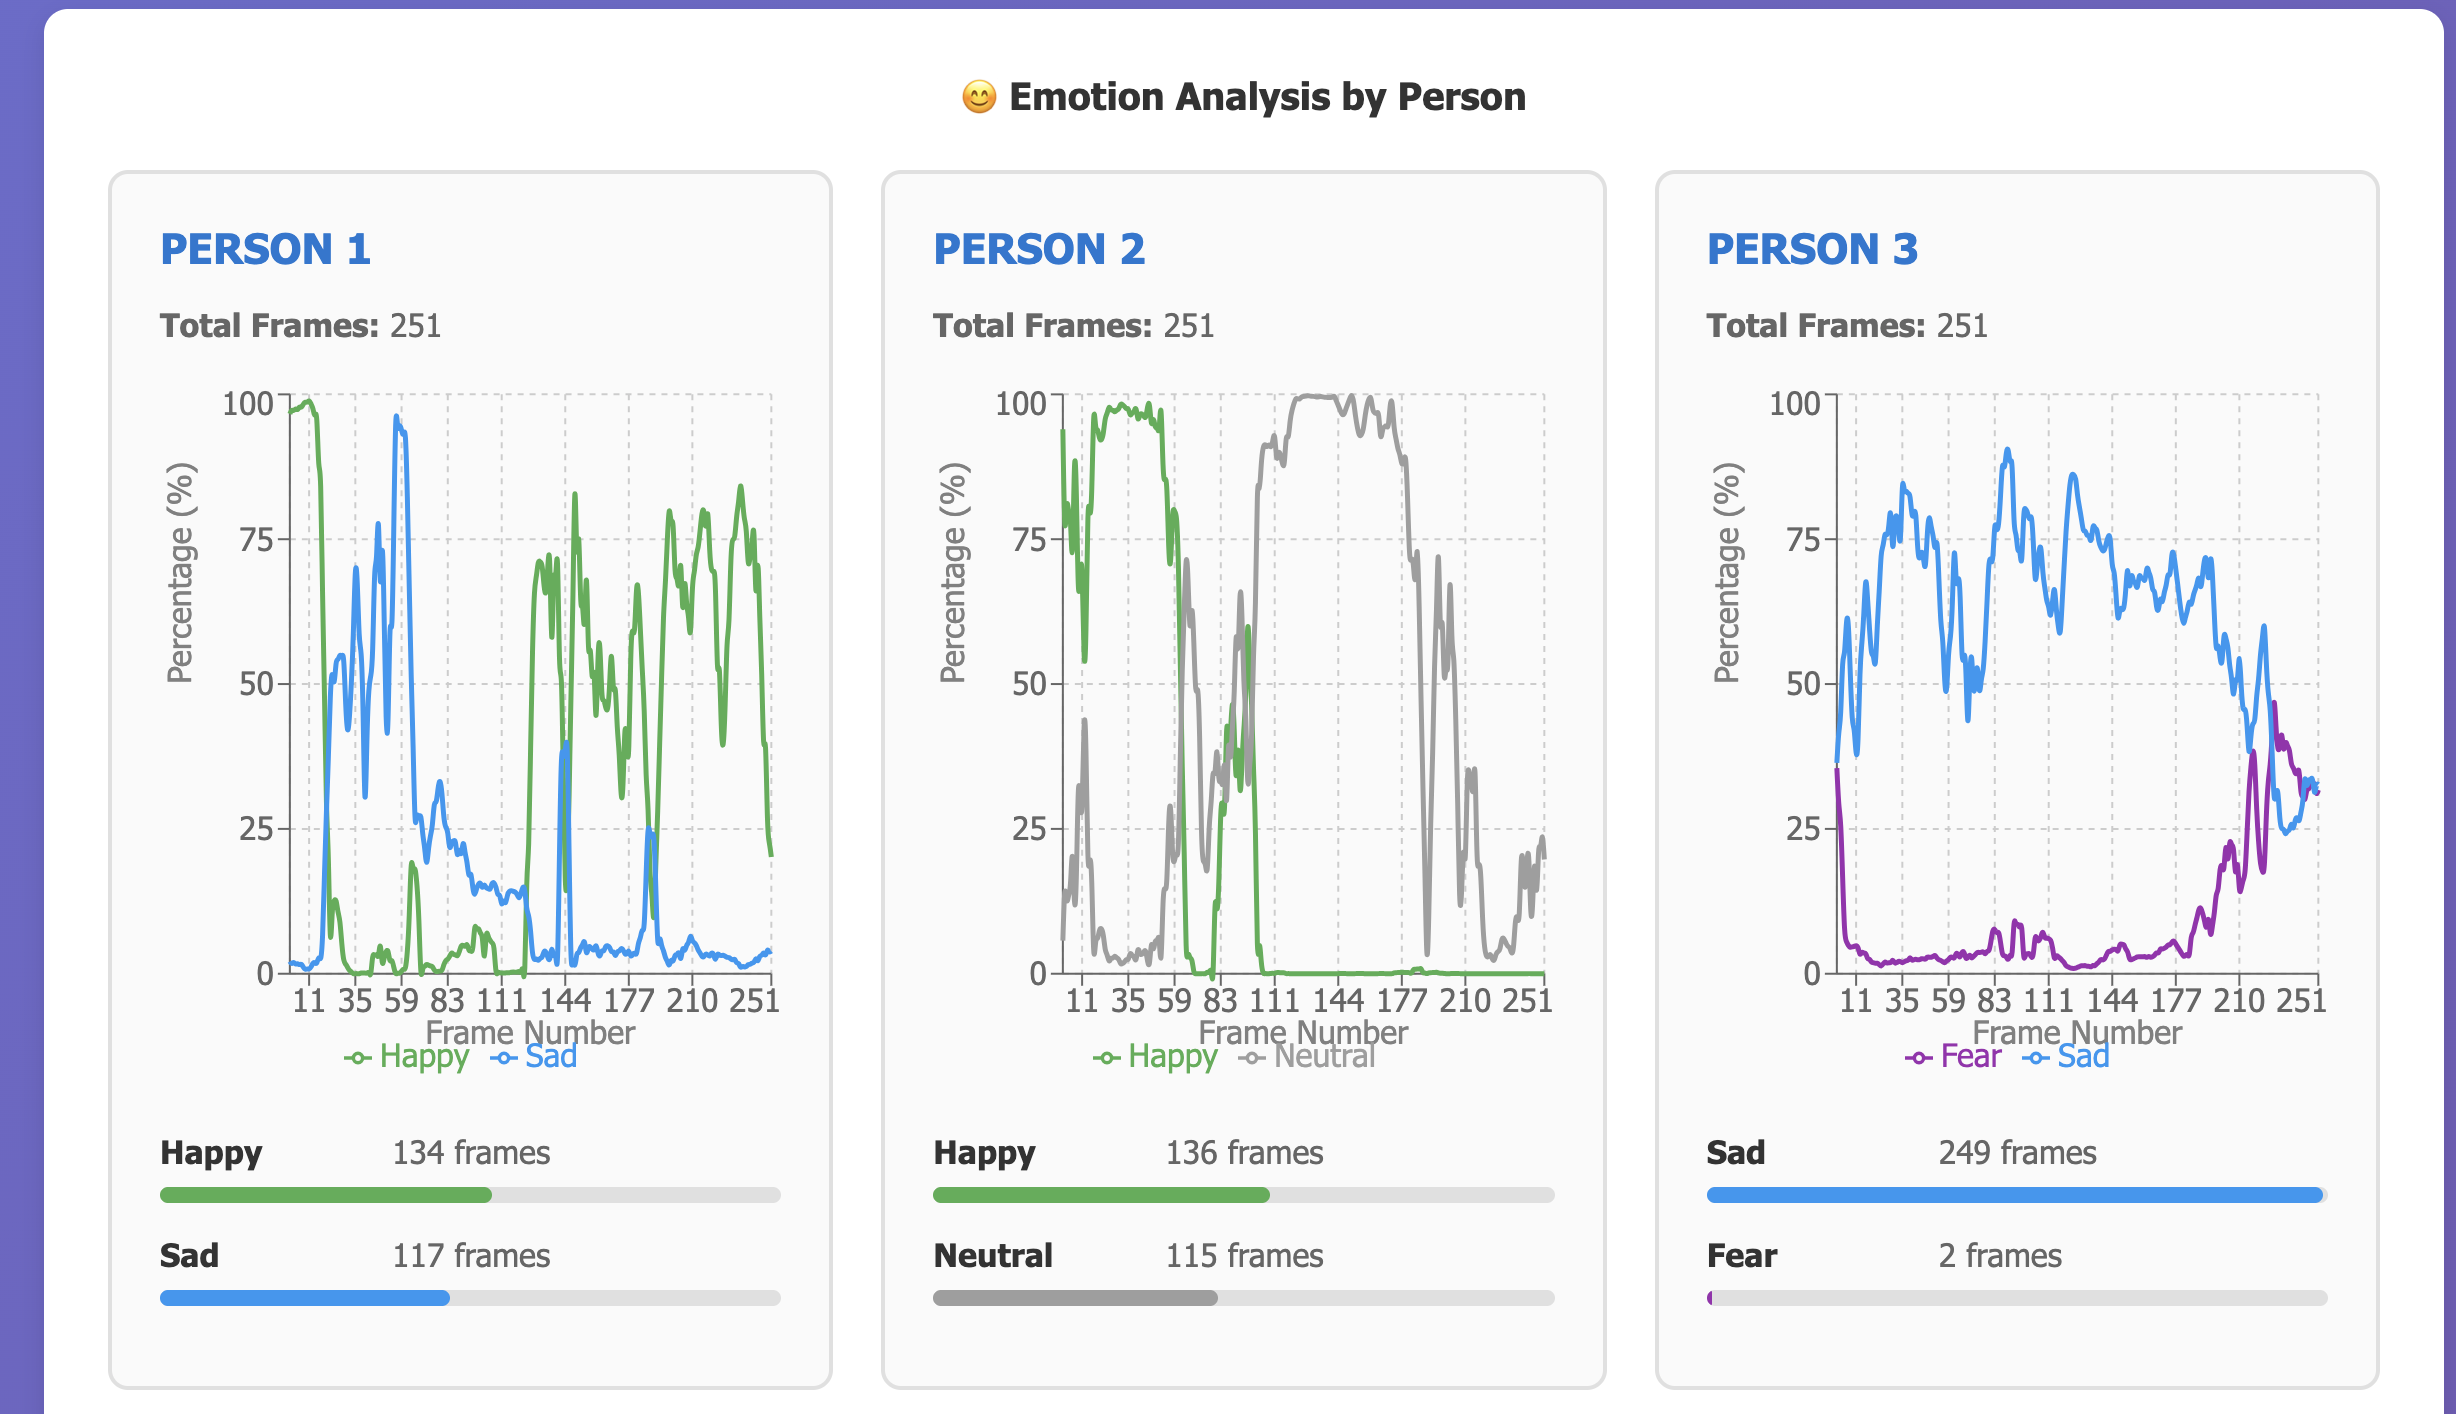 😊 Emotion Analysis by Person
PERSON 1
Total Frames: 251
100
75
50
25
0
Percentage (%)
11 35 59 83 111 144 177 210 251
Frame Number
Happy Sad
Happy 134 frames
Sad 117 frames
PERSON 2
Total Frames: 251
100
75
50
25
0
Percentage (%)
11 35 59 83 111 144 177 210 251
Frame Number
Happy Neutral
Happy 136 frames
Neutral 115 frames
PERSON 3
Total Frames: 251
100
75
50
25
0
Percentage (%)
11 35 59 83 111 144 177 210 251
Frame Number
Fear Sad
Sad 249 frames
Fear 2 frames